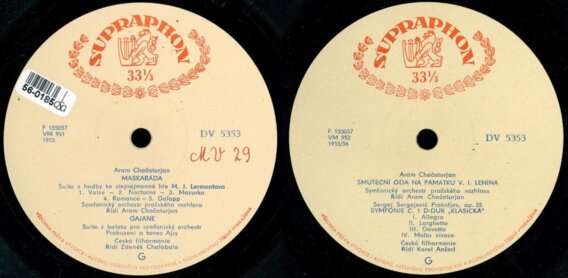 SUPRAPHON
33⅓
56-0185
F 155057
VM 951
1955
DV 5353
MV 29
Aram Chačaturjan
MASKARÁDA
Suita z hudby ke stejnojmenné hře M. J. Lermontova
1. Valse – 2. Nocturno – 3. Mazurka
4. Romance – 5. Galopp
Symfonický orchestr pražského rozhlasu
Řídí Aram Chačaturjan
GAJANE
Suita z baletu pro symfonický orchestr
Probuzení a tanec Ajši
Česká filharmonie
Řídí Zdeněk Chalabala
G
SUPRAPHON
33⅓
F 155057
VM 952
1955/56
DV 5353
Aram Chačaturjan
SMUTEČNÍ ÓDA NA PAMÁTKU V. I. LENINA
Symfonický orchestr pražského rozhlasu
Řídí Aram Chačaturjan
Sergej Sergejevič Prokofjev, op. 25
SYMFONIE Č. 1 D-DUR „KLASICKÁ"
I. Allegro
II. Larghetto
III. Gavotta
IV. Molto vivace
Česká filharmonie
Řídí Karel Ančerl
G